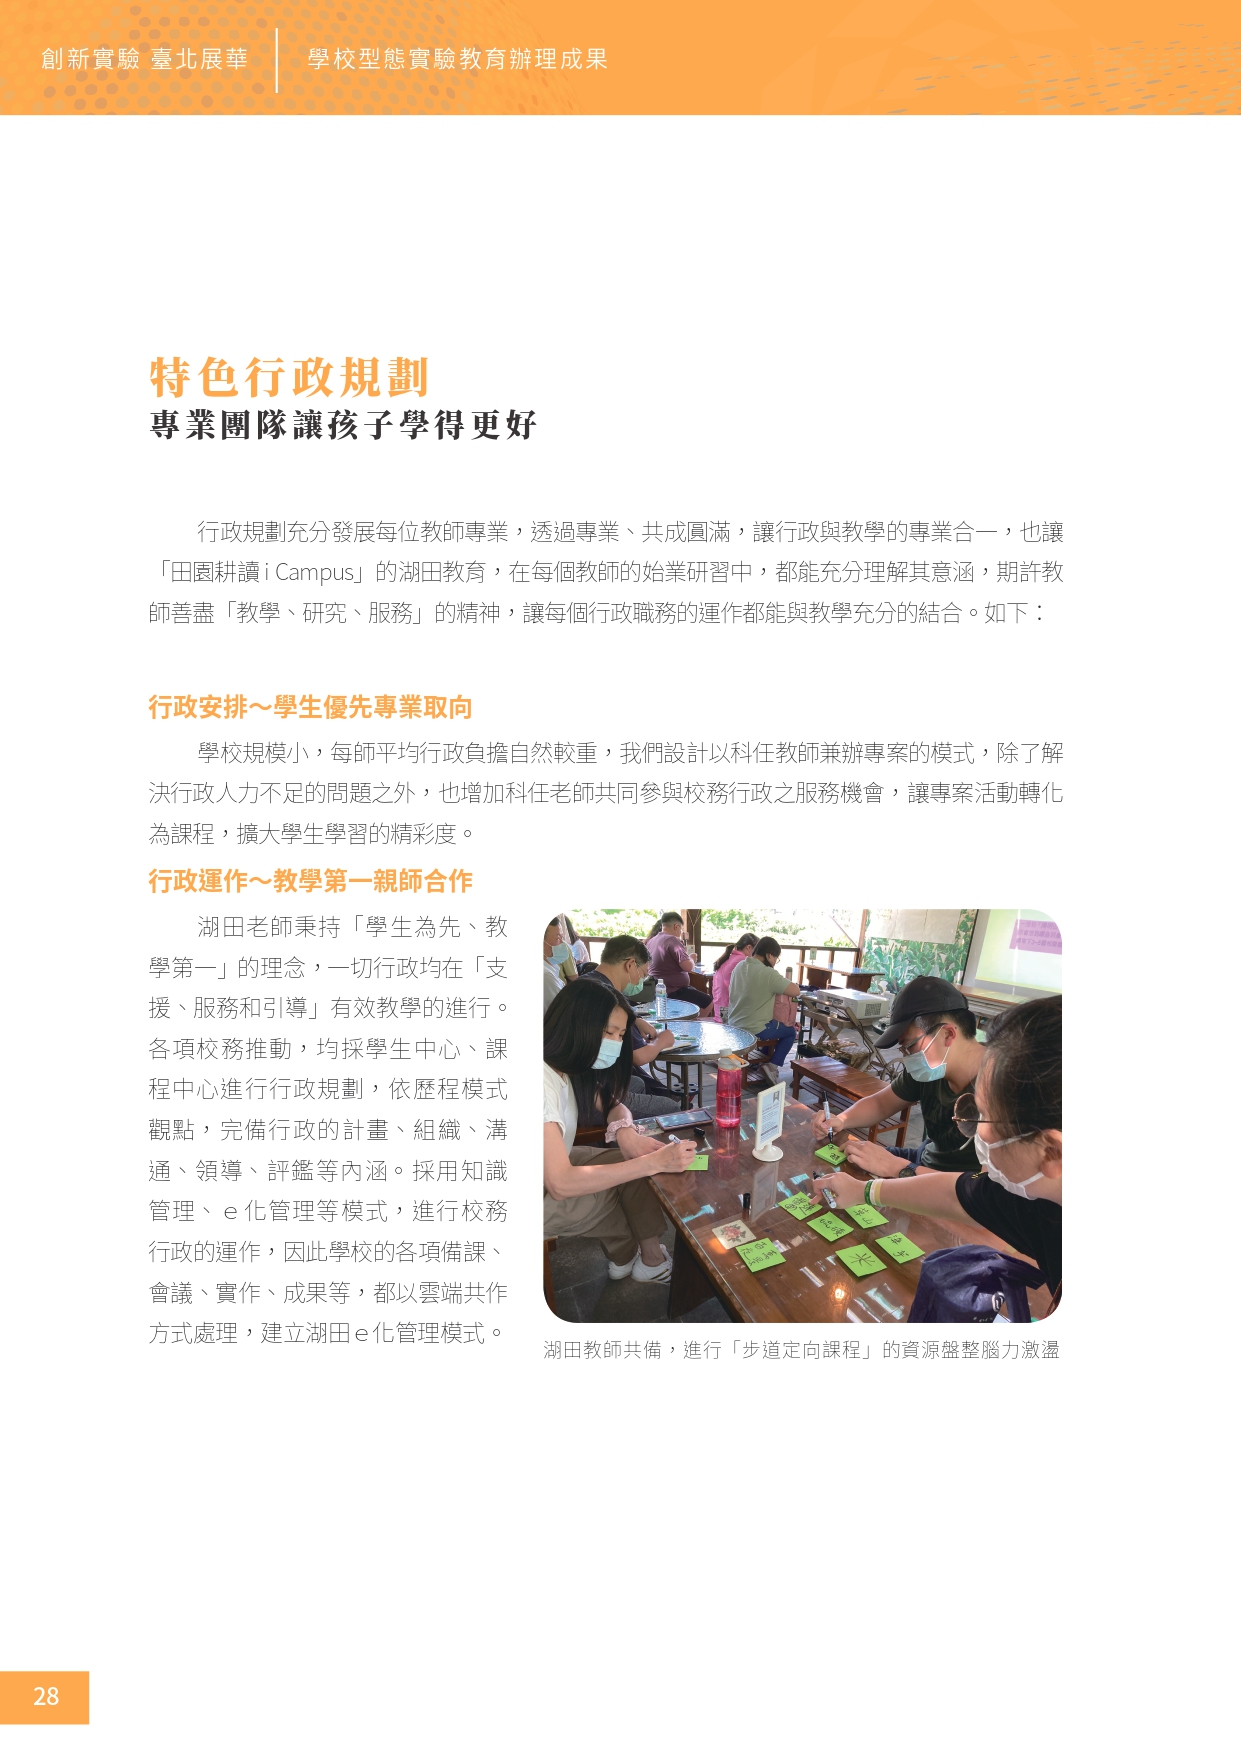 創新實驗 臺北展華
學校型態實驗教育辦理成果
特色行政規劃
專業團隊讓孩子學得更好
行政規劃充分發展每位教師專業，透過專業、共成圓滿，讓行政與教學的專業合一，也讓
「田園耕讀 i Campus」的湖田教育，在每個教師的始業研習中，都能充分理解其意涵，期許教
師善盡「教學、研究、服務」的精神，讓每個行政職務的運作都能與教學充分的結合。如下：
行政安排～學生優先專業取向
學校規模小，每師平均行政負擔自然較重，我們設計以科任教師兼辦專案的模式，除了解
決行政人力不足的問題之外，也增加科任老師共同參與校務行政之服務機會，讓專案活動轉化
為課程，擴大學生學習的精彩度。
行政運作～教學第一親師合作
湖田老師秉持「學生為先、教
學第一」的理念，一切行政均在「支
援、服務和引導」有效教學的進行。
各項校務推動，均採學生中心、課
程中心進行行政規劃，依歷程模式
觀點，完備行政的計畫、組織、溝
通、領導、評鑑等內涵。採用知識
管理、ｅ化管理等模式，進行校務
行政的運作，因此學校的各項備課、
會議、實作、成果等，都以雲端共作
方式處理，建立湖田ｅ化管理模式。
湖田教師共備，進行「步道定向課程」的資源盤整腦力激盪
28